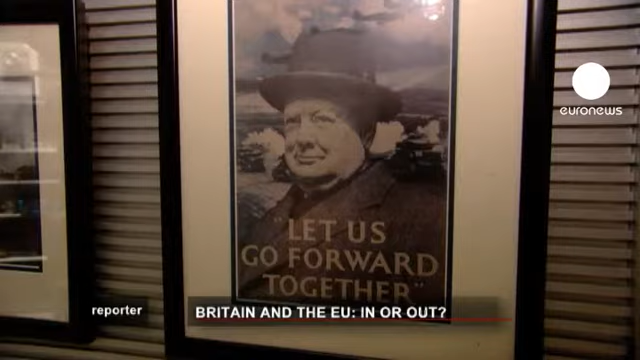 euronews
"LET US
GO FORWARD
TOGETHER"
reporter
BRITAIN AND THE EU: IN OR OUT?